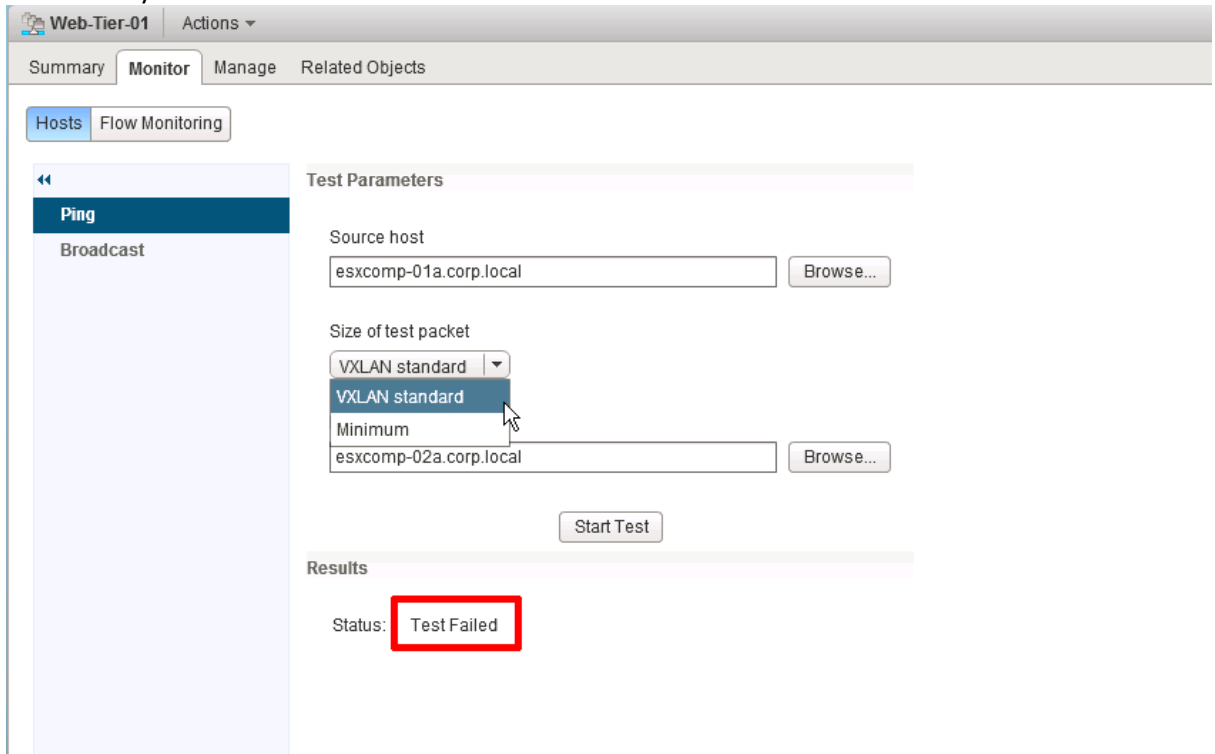 Web-Tier-01 Actions
Summary Monitor Manage Related Objects
Hosts Flow Monitoring
Test Parameters
Ping
Broadcast
Source host
esxcomp-01a.corp.local Browse...
Size of test packet
VXLAN standard
VXLAN standard
Minimum
esxcomp-02a.corp.local Browse...
Start Test
Results
Status: Test Failed